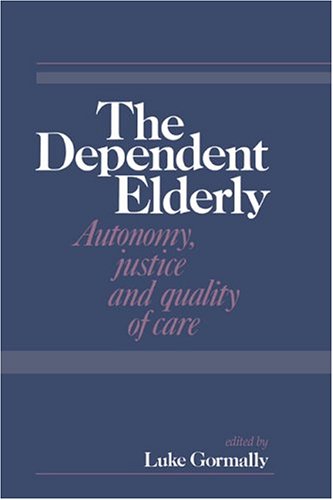 The
Dependent
Elderly
Autonomy,
justice
and quality
of care
edited by
Luke Gormally